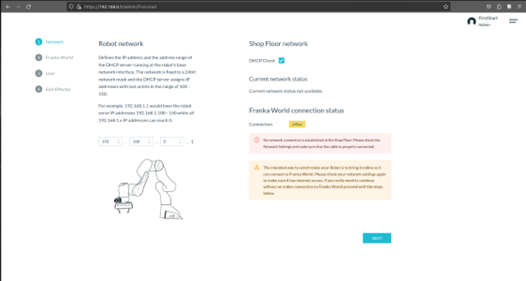 https://192.168.0.1/admin/first-start
FirstStart
Admin
1 Network
2 Franka World
3 User
4 End-Effector
Robot network
Defines the IP address and the address range of
the DHCP server running at the robot's base
network interface. The network is fixed to a 24bit
network mask and the DHCP server assigns IP
addresses with last octets in the range of 100 -
150.
For example, 192.168.1.1 would have the robot
serve IP addresses 192.168.1.100 - 150 while all
192.168.1.x IP addresses can reach it.
192 . 168 . 0 . 1
Shop Floor network
DHCP Client
Current network status
Current network status not available.
Franka World connection status
Connection: offline
No network connection is established at the Shop Floor. Please check the
Network Settings and make sure that the cable is properly connected.
The intended way to synchronize your Robot is to bring it online so it
can connect to Franka World. Please check your network settings again
to make sure it has internet access. If you really need to continue
without an online connection to Franka World proceed with the steps
below.
NEXT